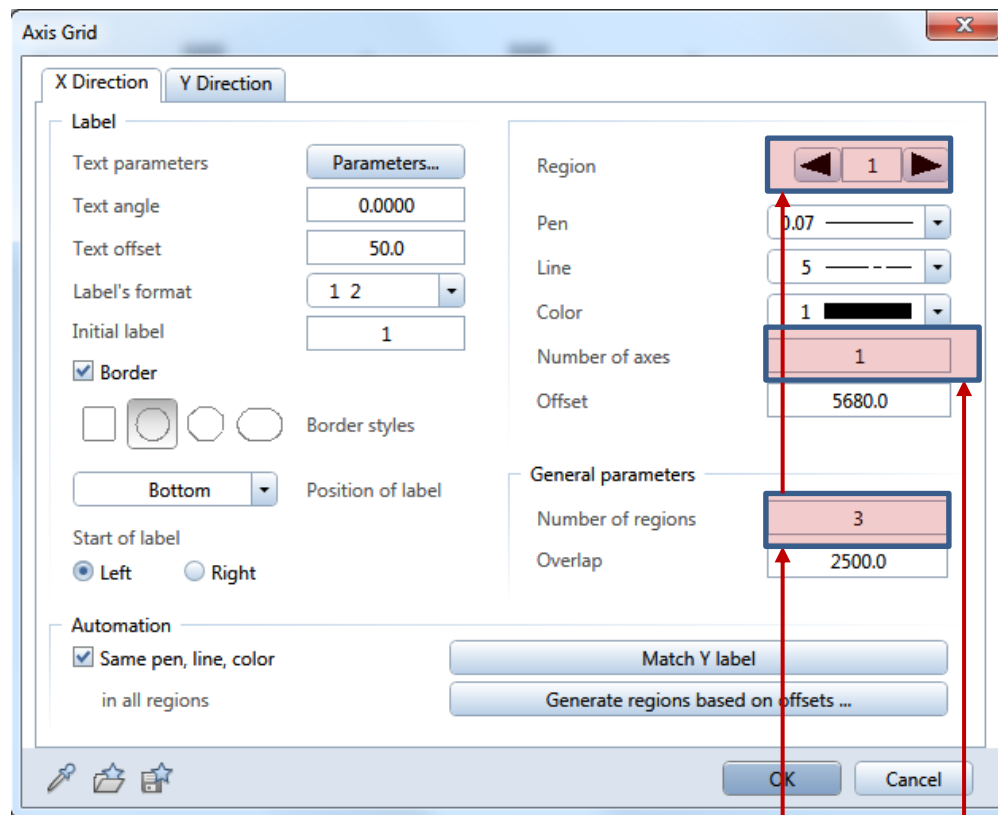 Axis Grid
X Direction
Y Direction
Label
Text parameters
Parameters...
Text angle
0.0000
Text offset
50.0
Label's format
1 2
Initial label
1
Border
Border styles
Bottom
Position of label
Start of label
Left
Right
Region
1
Pen
0.07
Line
5
Color
1
Number of axes
1
Offset
5680.0
General parameters
Number of regions
3
Overlap
2500.0
Automation
Same pen, line, color
in all regions
Match Y label
Generate regions based on offsets ...
OK
Cancel